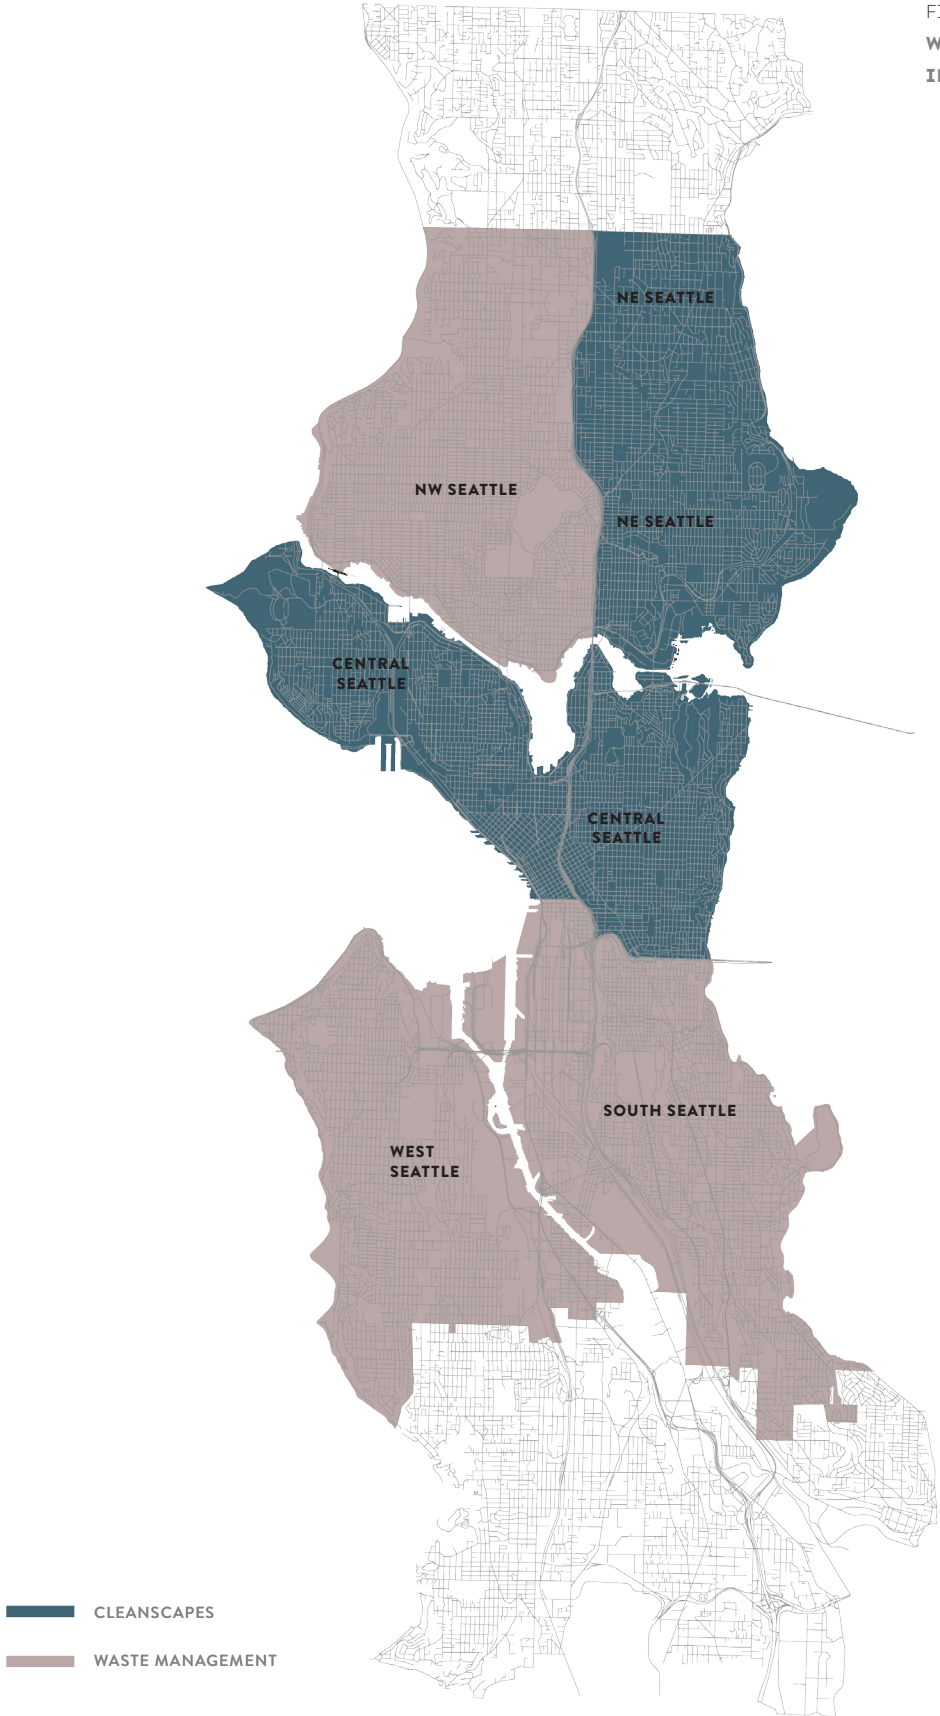 NE SEATTLE
NW SEATTLE
NE SEATTLE
CENTRAL
SEATTLE
CENTRAL
SEATTLE
SOUTH SEATTLE
WEST
SEATTLE
CLEANSCAPES
WASTE MANAGEMENT